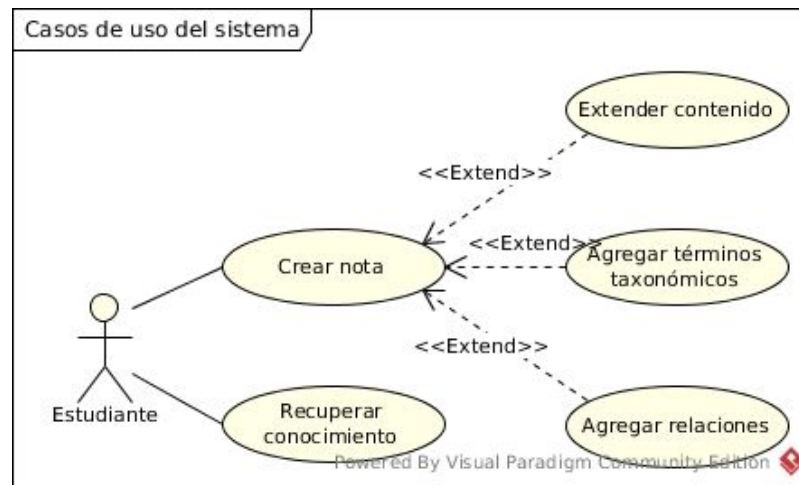 Casos de uso del sistema
Extender contenido
<<Extend>>
<<Extend>>
Crear nota
Agregar términos
taxonómicos
<<Extend>>
Estudiante
Recuperar
conocimiento
Agregar relaciones
Powered By Visual Paradigm Community Edition